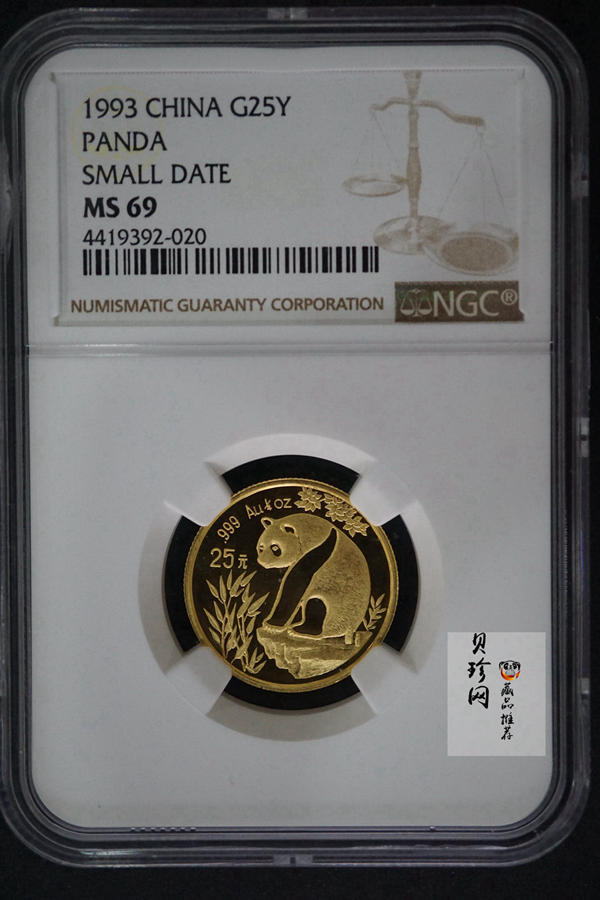 1993 CHINA G25Y
PANDA
SMALL DATE
MS 69
4419392-020
NUMISMATIC GUARANTY CORPORATION
NGC®
.999 Au ¼ OZ
25元
贝珍网
藏品推荐